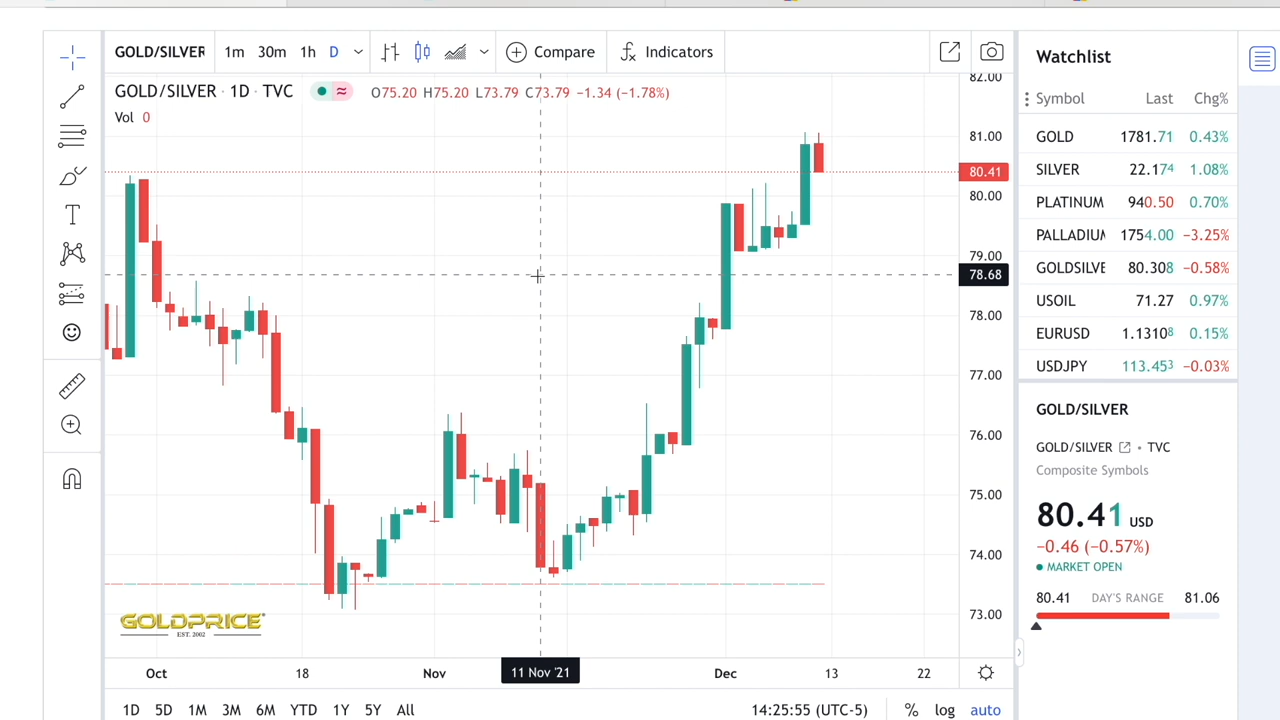 GOLD/SILVER 1m 30m 1h D Compare Indicators
GOLD/SILVER · 1D · TVC O75.20 H75.20 L73.79 C73.79 −1.34 (−1.78%)
Vol 0
82.00
81.00
80.41
80.00
79.00
78.68
78.00
77.00
76.00
75.00
74.00
73.00
GOLDPRICE
EST. 2002
Oct 18 Nov 11 Nov '21 Dec 13 22
1D 5D 1M 3M 6M YTD 1Y 5Y All 14:25:55 (UTC-5) % log auto
Watchlist
Symbol Last Chg%
GOLD 1781.71 0.43%
SILVER 22.174 1.08%
PLATINUM 940.50 0.70%
PALLADIUM 1754.00 −3.25%
GOLDSILVE 80.308 −0.58%
USOIL 71.27 0.97%
EURUSD 1.13108 0.15%
USDJPY 113.453 −0.03%
GOLD/SILVER
GOLD/SILVER • TVC
Composite Symbols
80.411 USD
−0.46 (−0.57%)
MARKET OPEN
80.41 DAY'S RANGE 81.06